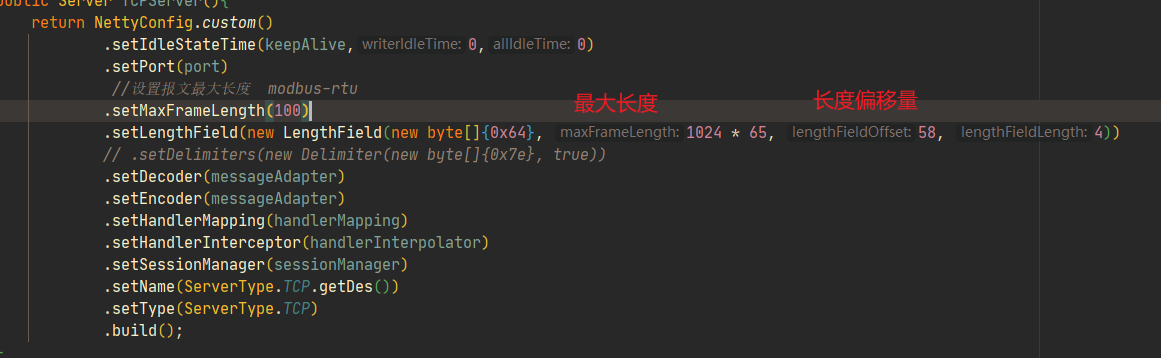 public Server TCPServer(){
return NettyConfig.custom()
.setIdleStateTime(keepAlive, writerIdleTime: 0, allIdleTime: 0)
.setPort(port)
//设置报文最大长度 modbus-rtu
最大长度 长度偏移量
.setMaxFrameLength(100)
.setLengthField(new LengthField(new byte[]{0x64}, maxFrameLength: 1024 * 65, lengthFieldOffset: 58, lengthFieldLength: 4))
// .setDelimiters(new Delimiter(new byte[]{0x7e}, true))
.setDecoder(messageAdapter)
.setEncoder(messageAdapter)
.setHandlerMapping(handlerMapping)
.setHandlerInterceptor(handlerInterpolator)
.setSessionManager(sessionManager)
.setName(ServerType.TCP.getDes())
.setType(ServerType.TCP)
.build();